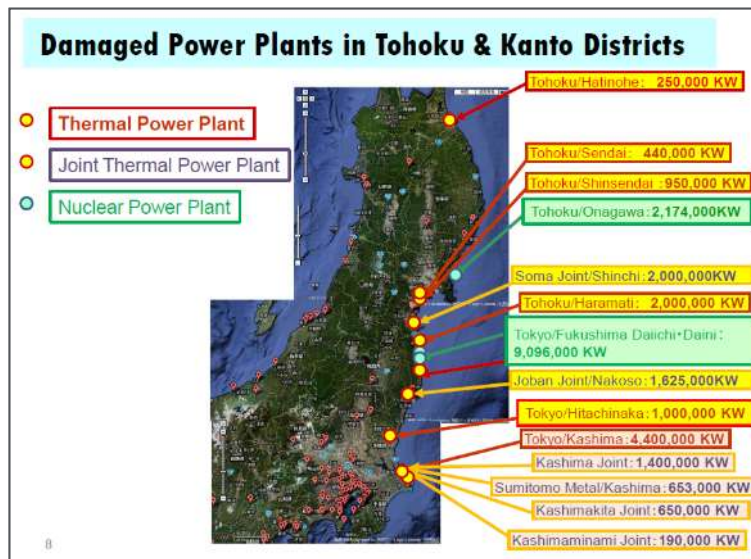 Damaged Power Plants in Tohoku & Kanto Districts
Thermal Power Plant
Joint Thermal Power Plant
Nuclear Power Plant
Tohoku/Hatinohe: 250,000 KW
Tohoku/Sendai: 440,000 KW
Tohoku/Shinsendai :950,000 KW
Tohoku/Onagawa: 2,174,000KW
Soma Joint/Shinchi: 2,000,000KW
Tohoku/Haramati: 2,000,000 KW
Tokyo/Fukushima Daiichi・Daini:
9,096,000 KW
Joban Joint/Nakoso: 1,625,000KW
Tokyo/Hitachinaka: 1,000,000 KW
Tokyo/Kashima: 4,400,000 KW
Kashima Joint: 1,400,000 KW
Sumitomo Metal/Kashima: 653,000 KW
Kashimakita Joint: 650,000 KW
Kashimaminami Joint: 190,000 KW
8